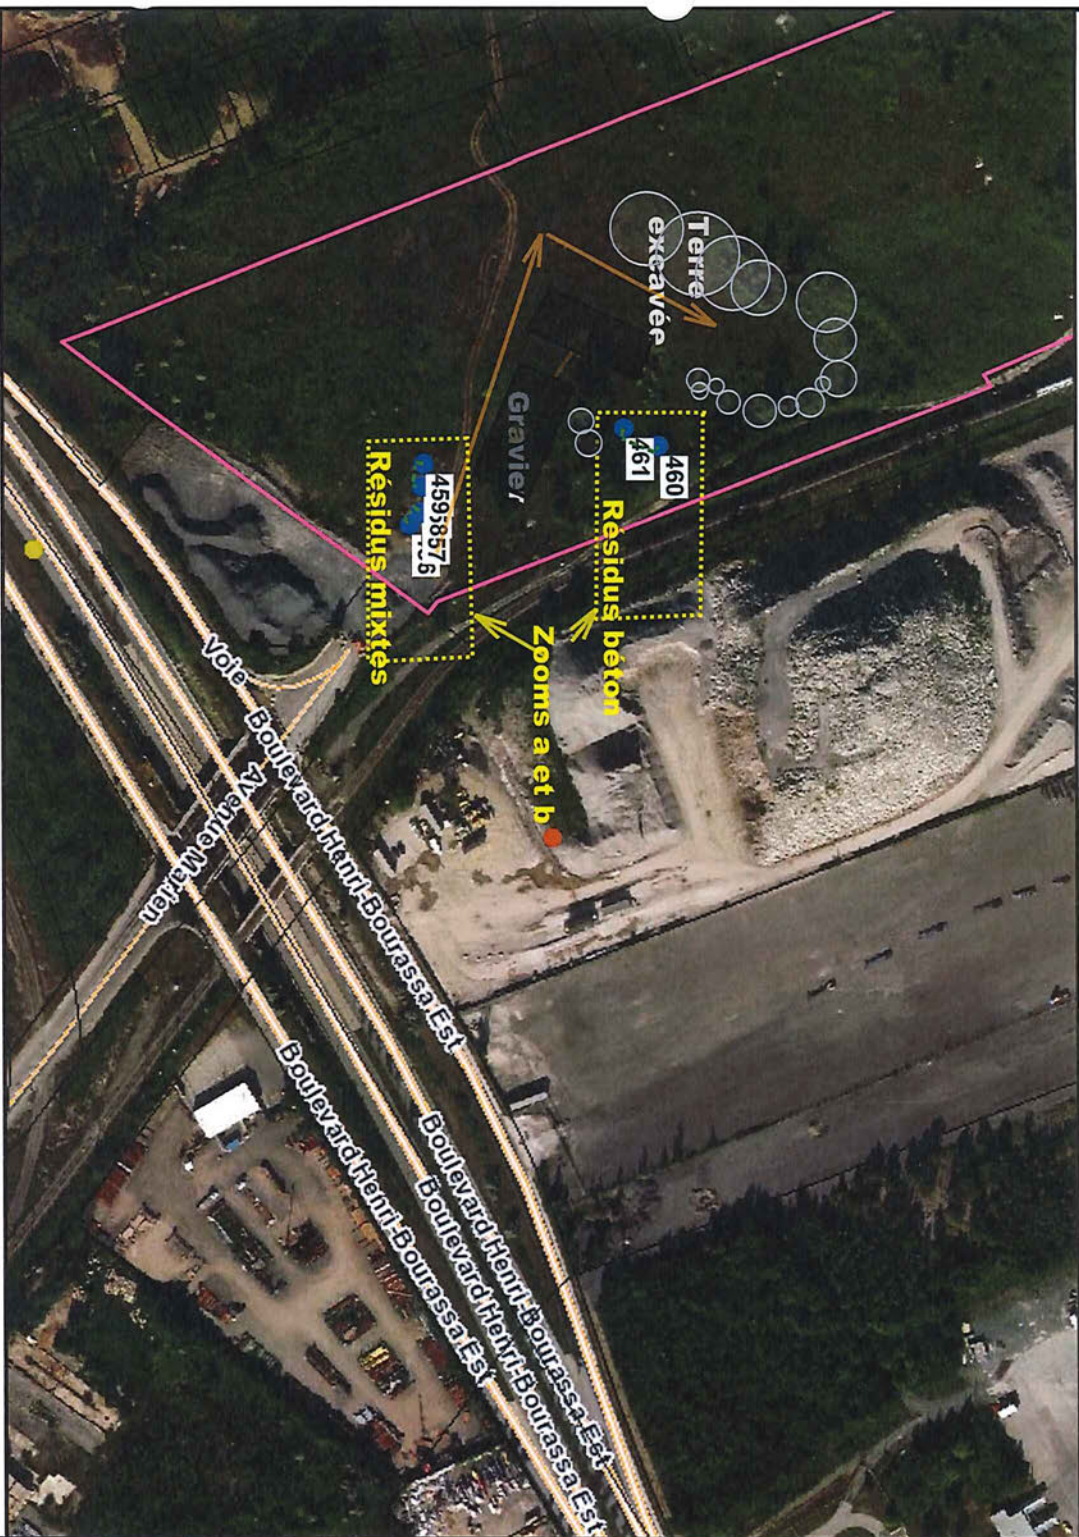 Terre
excavée
Gravier
460
461
Résidus béton
Zooms a et b
Résidus mixtes
Voie
Boulevard Henri-Bourassa Est
Avenue Marien
Boulevard Henri-Bourassa Est
Boulevard Henri-Bourassa Est
Boulevard Henri-Bourassa Est